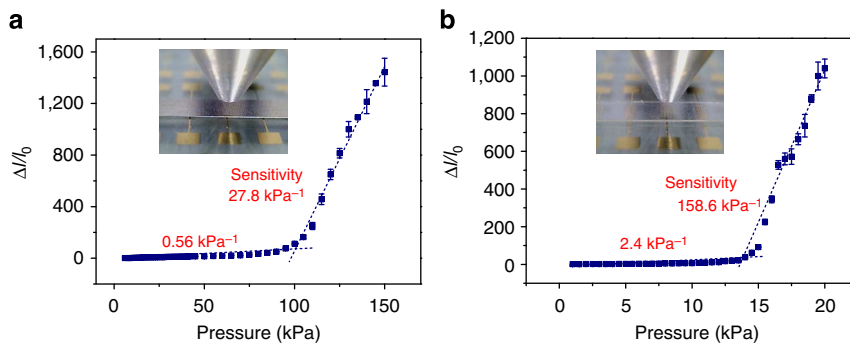 a
1,600
1,200
800
400
0
ΔI/I₀
Sensitivity
27.8 kPa⁻¹
0.56 kPa⁻¹
0 50 100 150
Pressure (kPa)
b
1,200
1,000
800
600
400
200
0
ΔI/I₀
Sensitivity
158.6 kPa⁻¹
2.4 kPa⁻¹
0 5 10 15 20
Pressure (kPa)